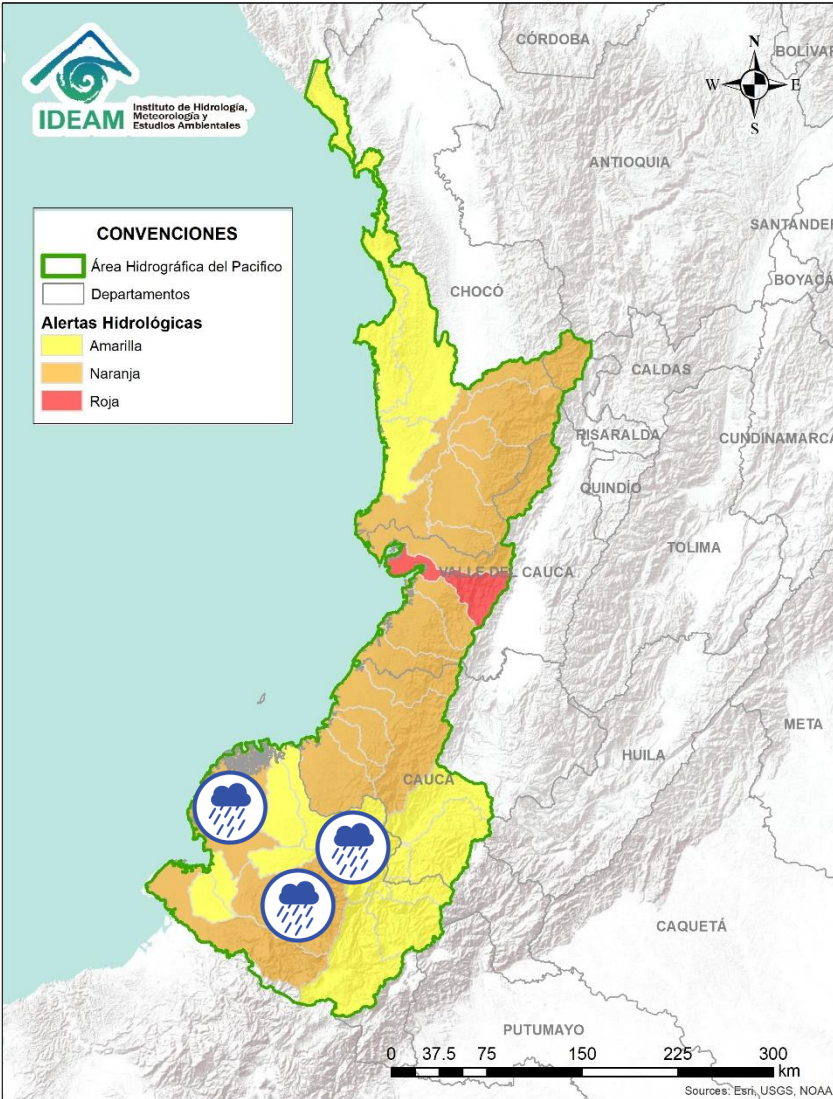 IDEAM
Instituto de Hidrología,
Meteorología y
Estudios Ambientales
N
W
E
S
CONVENCIONES
Área Hidrográfica del Pacifico
Departamentos
Alertas Hidrológicas
Amarilla
Naranja
Roja
CÓRDOBA
BOLÍVAR
ANTIOQUIA
SANTANDER
BOYACÁ
CHOCÓ
CALDAS
RISARALDA
CUNDINAMARCA
QUINDÍO
TOLIMA
VALLE DEL CAUCA
META
HUILA
CAUCA
CAQUETÁ
PUTUMAYO
0 37.5 75 150 225 300
km
Sources: Esri, USGS, NOAA